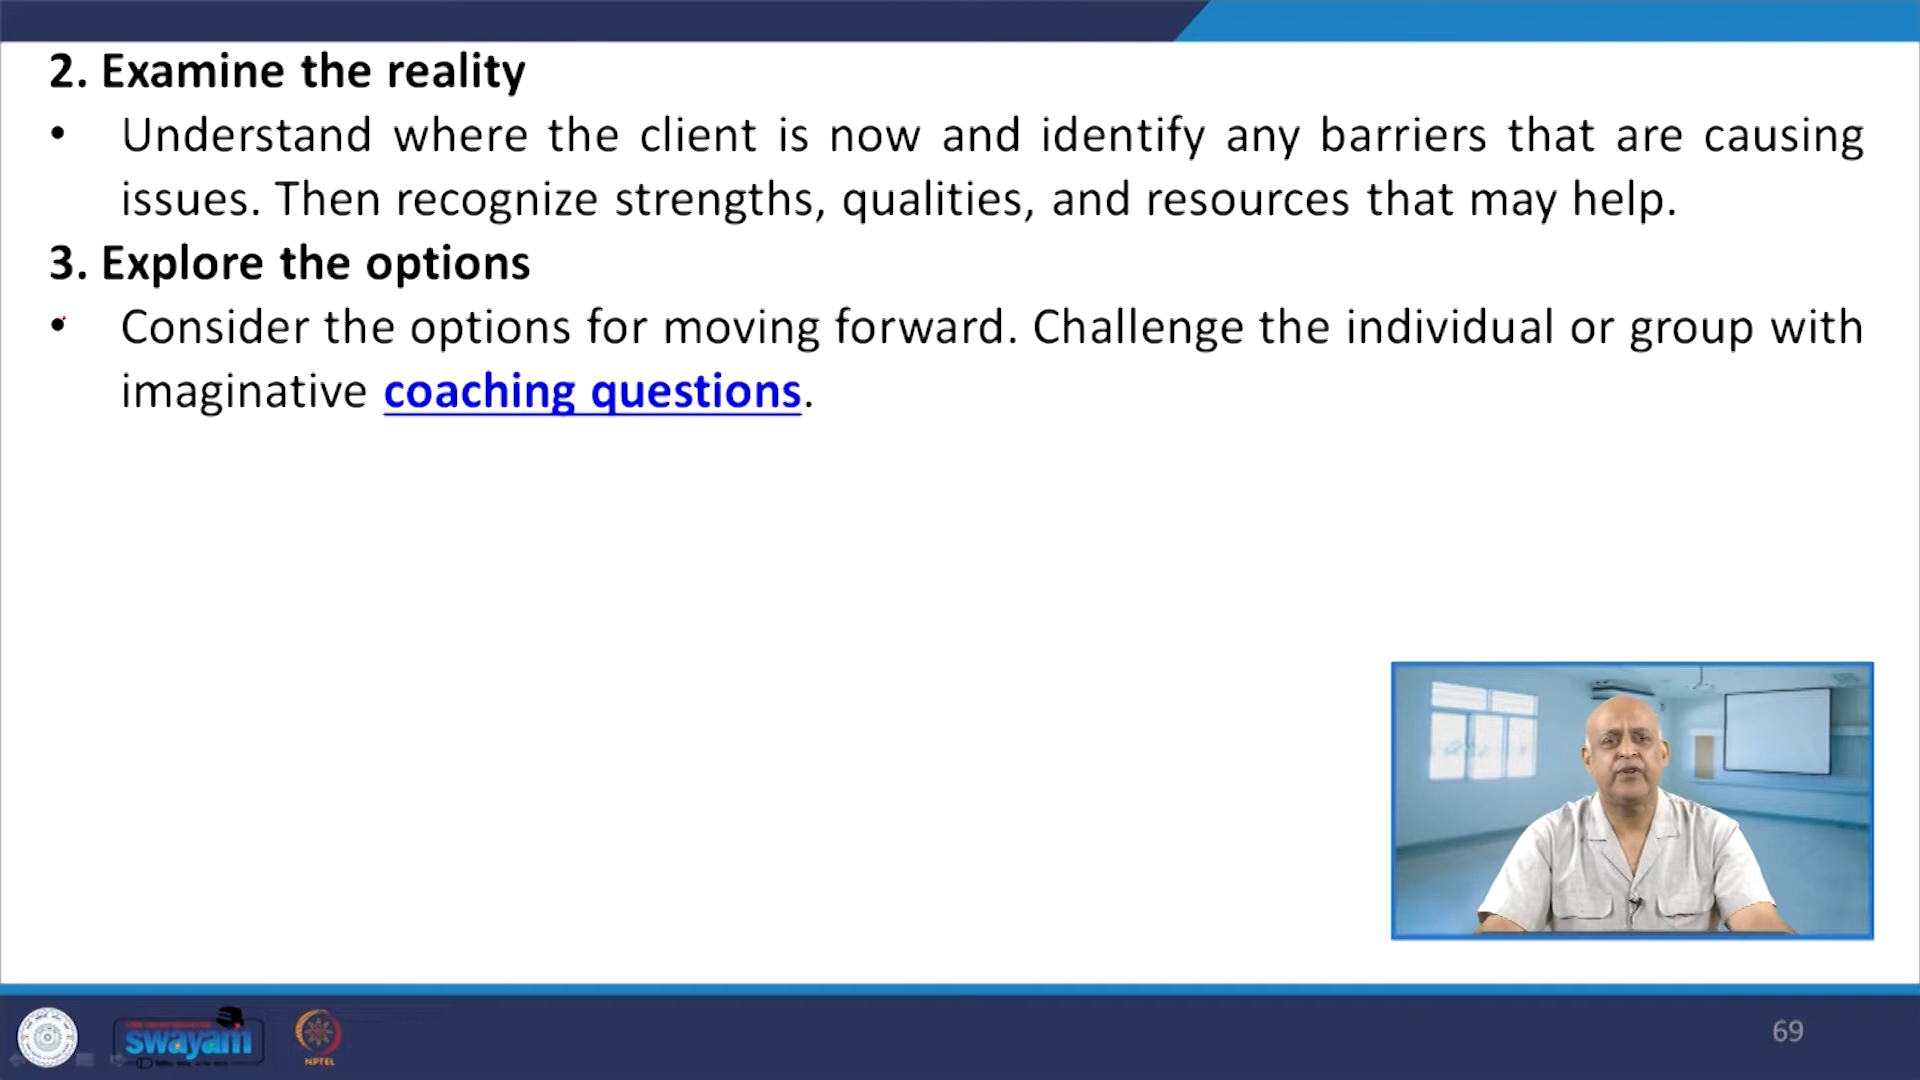 2. Examine the reality
• Understand where the client is now and identify any barriers that are causing
issues. Then recognize strengths, qualities, and resources that may help.
3. Explore the options
• Consider the options for moving forward. Challenge the individual or group with
imaginative coaching questions.
swayam
NPTEL
69